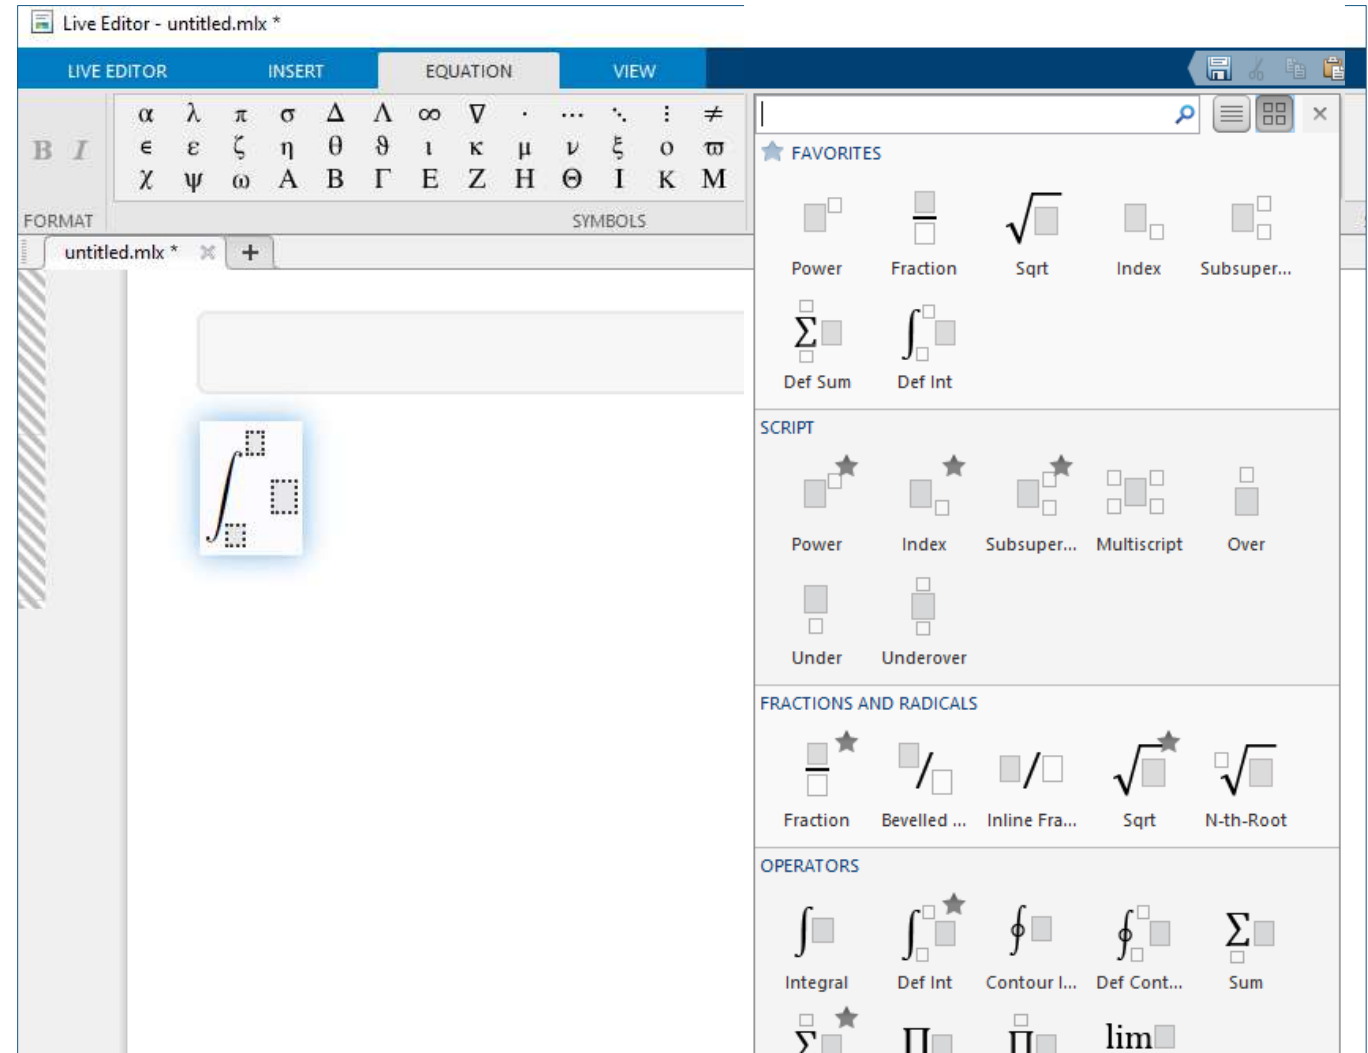 Live Editor - untitled.mlx *
LIVE EDITOR INSERT EQUATION VIEW
α λ π σ Δ Λ ∞ ∇ · … ⋱ ⋮ ≠
B I ϵ ε ζ η θ ϑ ι κ μ ν ξ ο ϖ
χ ψ ω Α Β Γ Ε Ζ Η Θ Ι Κ Μ
FORMAT SYMBOLS
untitled.mlx * +
∫
FAVORITES
Power Fraction Sqrt Index Subsuper...
Σ ∫
Def Sum Def Int
SCRIPT
Power Index Subsuper... Multiscript Over
Under Underover
FRACTIONS AND RADICALS
Fraction Bevelled ... Inline Fra... Sqrt N-th-Root
OPERATORS
∫ ∫ ∮ ∮ Σ
Integral Def Int Contour I... Def Cont... Sum
Σ Π Π lim